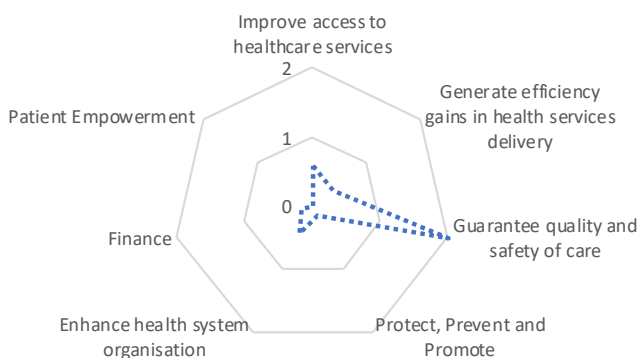 Improve access to
healthcare services
2
Generate efficiency
gains in health services
delivery
Patient Empowerment
1
0
Guarantee quality and
safety of care
Finance
Enhance health system
organisation
Protect, Prevent and
Promote